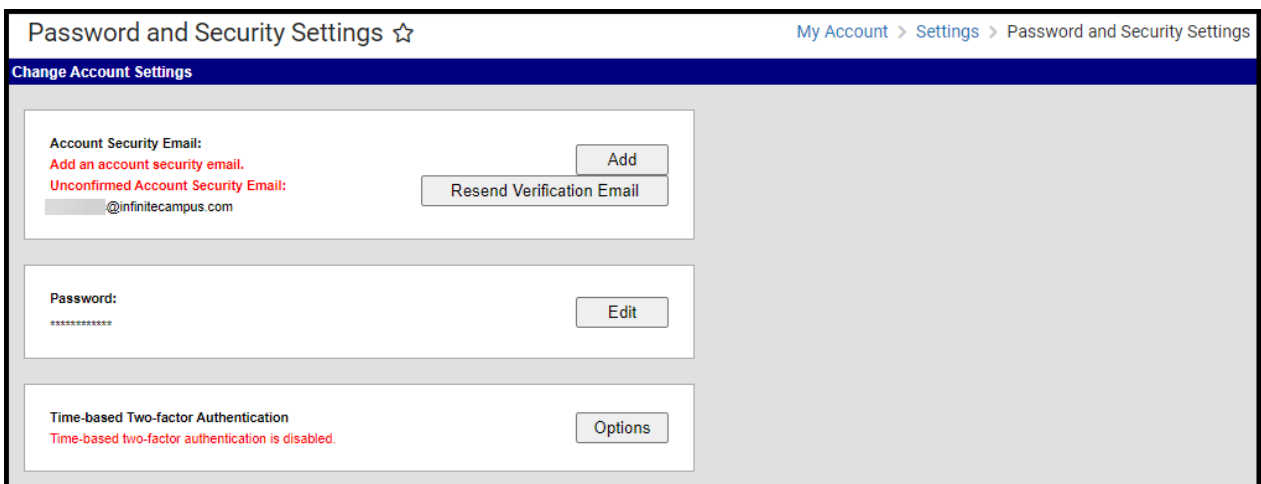 Password and Security Settings ☆
My Account > Settings > Password and Security Settings
Change Account Settings
Account Security Email:
Add an account security email.
Add
Unconfirmed Account Security Email:
Resend Verification Email
@infinitecampus.com
Password:
************
Edit
Time-based Two-factor Authentication
Time-based two-factor authentication is disabled.
Options